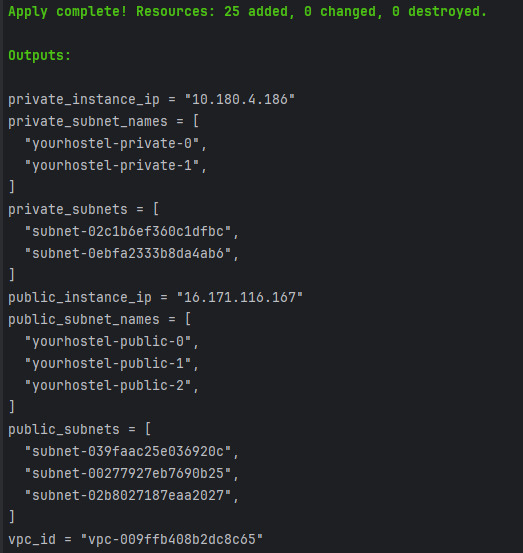 Apply complete! Resources: 25 added, 0 changed, 0 destroyed.
Outputs:
private_instance_ip = "10.180.4.186"
private_subnet_names = [
  "yourhostel-private-0",
  "yourhostel-private-1",
]
private_subnets = [
  "subnet-02c1b6ef360c1dfbc",
  "subnet-0ebfa2333b8da4ab6",
]
public_instance_ip = "16.171.116.167"
public_subnet_names = [
  "yourhostel-public-0",
  "yourhostel-public-1",
  "yourhostel-public-2",
]
public_subnets = [
  "subnet-039faac25e036920c",
  "subnet-00277927eb7690b25",
  "subnet-02b8027187eaa2027",
]
vpc_id = "vpc-009ffb408b2dc8c65"